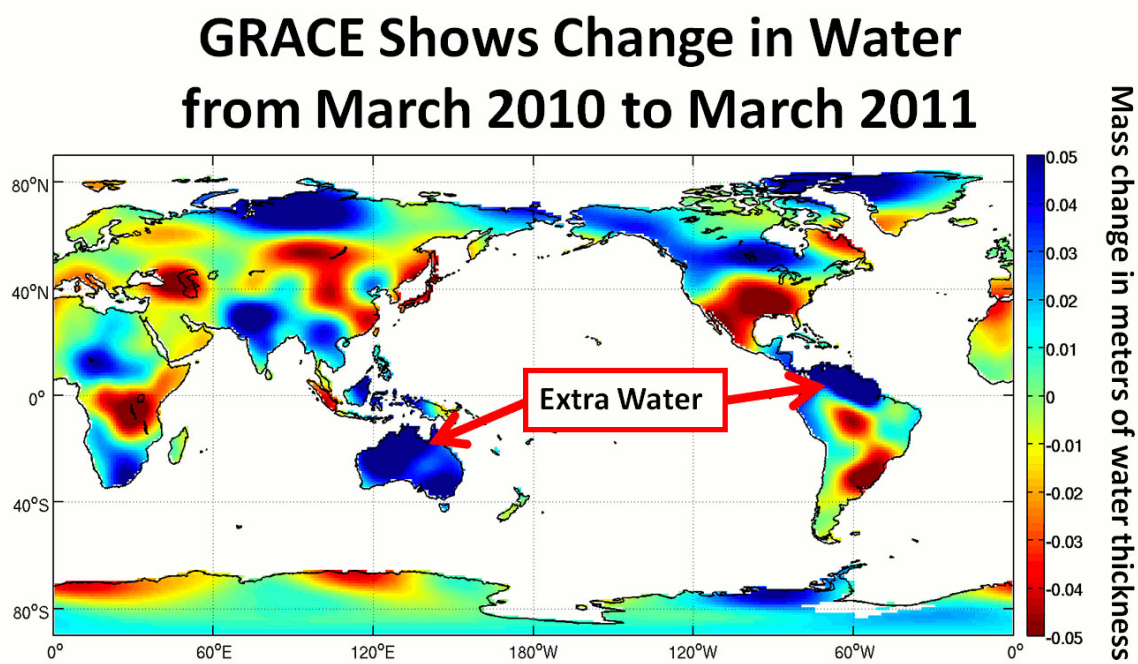 GRACE Shows Change in Water
from March 2010 to March 2011
Mass change in meters of water thickness
80°N
40°N
0°
40°S
80°S
0°
60°E
120°E
180°W
120°W
60°W
0°
Extra Water
0.05
0.04
0.03
0.02
0.01
0
-0.01
-0.02
-0.03
-0.04
-0.05